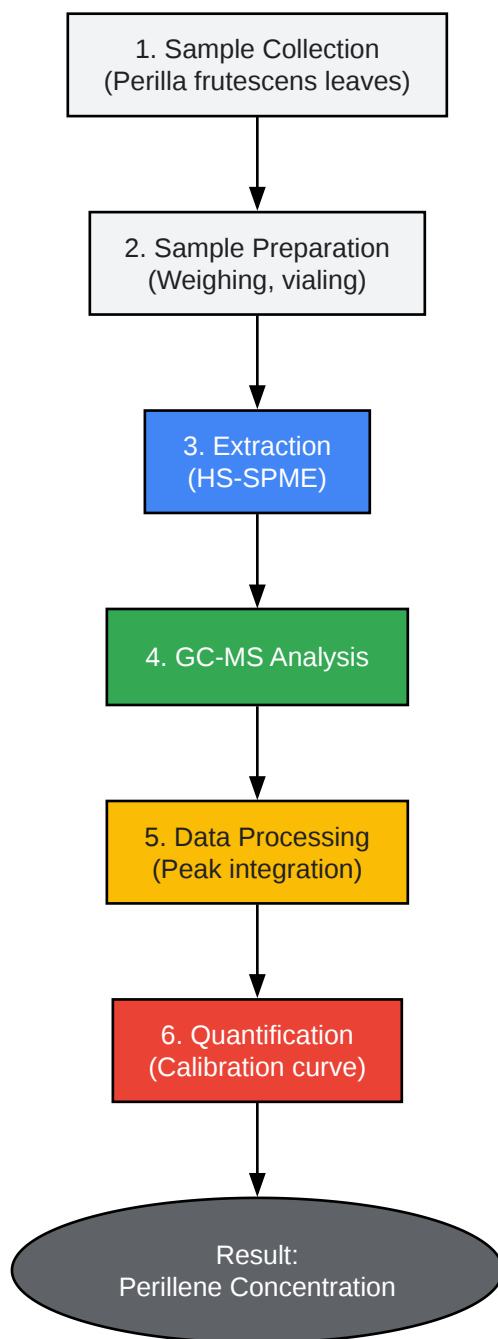 1. Sample Collection
(Perilla frutescens leaves)
2. Sample Preparation
(Weighing, vialing)
3. Extraction
(HS-SPME)
4. GC-MS Analysis
5. Data Processing
(Peak integration)
6. Quantification
(Calibration curve)
Result:
Perillene Concentration